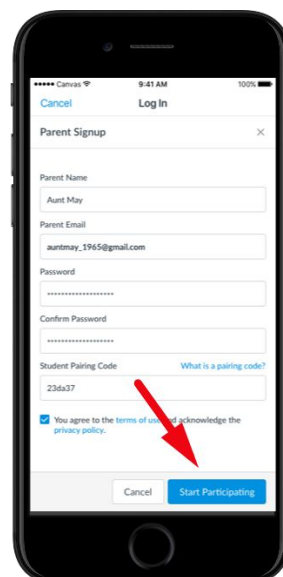 ••••• Canvas 9:41 AM 100%
Cancel Log In
Parent Signup ×
Parent Name
Aunt May
Parent Email
auntmay_1965@gmail.com
Password
••••••••••••••••••••
Confirm Password
••••••••••••••••••••
Student Pairing Code What is a pairing code?
23da37
You agree to the terms of use and acknowledge the
privacy policy.
Cancel Start Participating